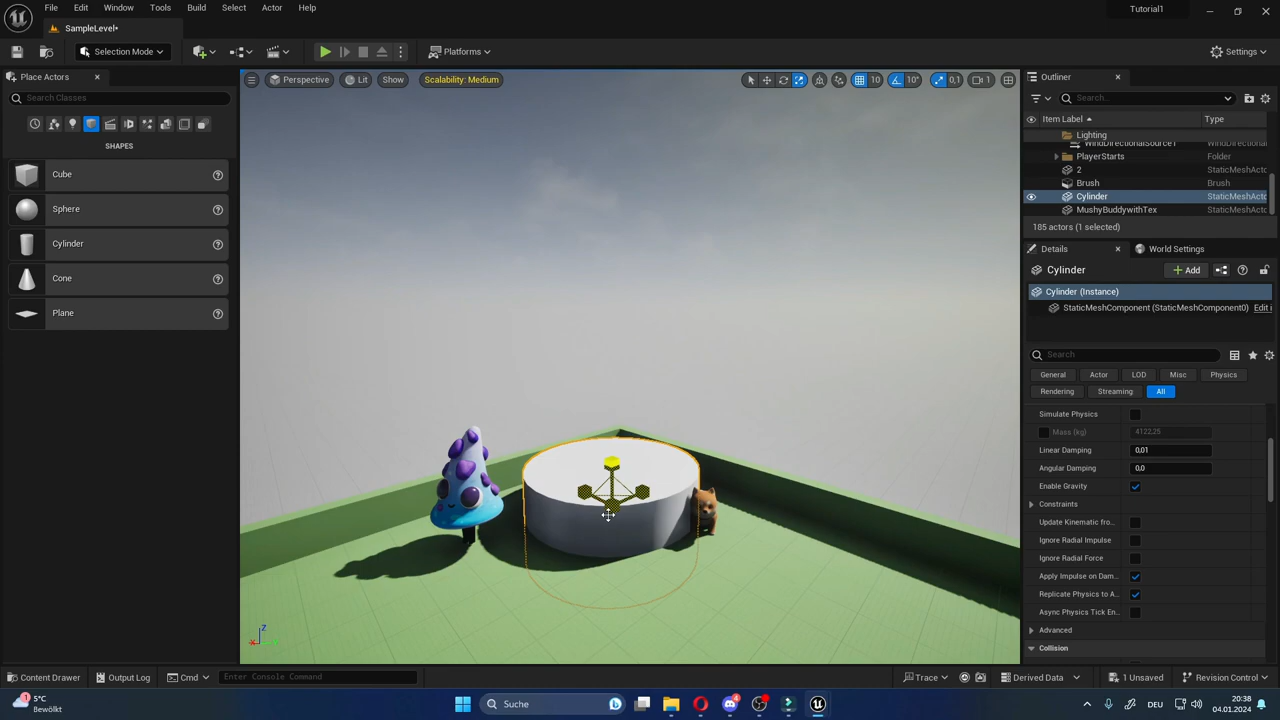 File Edit Window Tools Build Select Actor Help
Tutorial1
SampleLevel*
Selection Mode
Platforms
Settings
Place Actors
Search Classes
SHAPES
Cube
Sphere
Cylinder
Cone
Plane
Perspective Lit Show Scalability: Medium
10 10° 0,1 1
Outliner
Search...
Item Label Type
Lighting
WindDirectionalSource1 WindDirectional
PlayerStarts Folder
2 StaticMeshActo
Brush Brush
Cylinder StaticMeshActo
MushyBuddywithTex StaticMeshActo
185 actors (1 selected)
Details World Settings
Cylinder Add
Cylinder (Instance)
StaticMeshComponent (StaticMeshComponent0) Edit i
Search
General Actor LOD Misc Physics
Rendering Streaming All
Simulate Physics
Mass (kg) 4122,25
Linear Damping 0,01
Angular Damping 0,0
Enable Gravity
Constraints
Update Kinematic fro...
Ignore Radial Impulse
Ignore Radial Force
Apply Impulse on Dam...
Replicate Physics to A...
Async Physics Tick En...
Advanced
Collision
Z
X
Content Drawer Output Log Cmd Enter Console Command
Trace Derived Data 1 Unsaved Revision Control
1 5°C
Bewölkt
Suche
4
DEU
20:38
04.01.2024